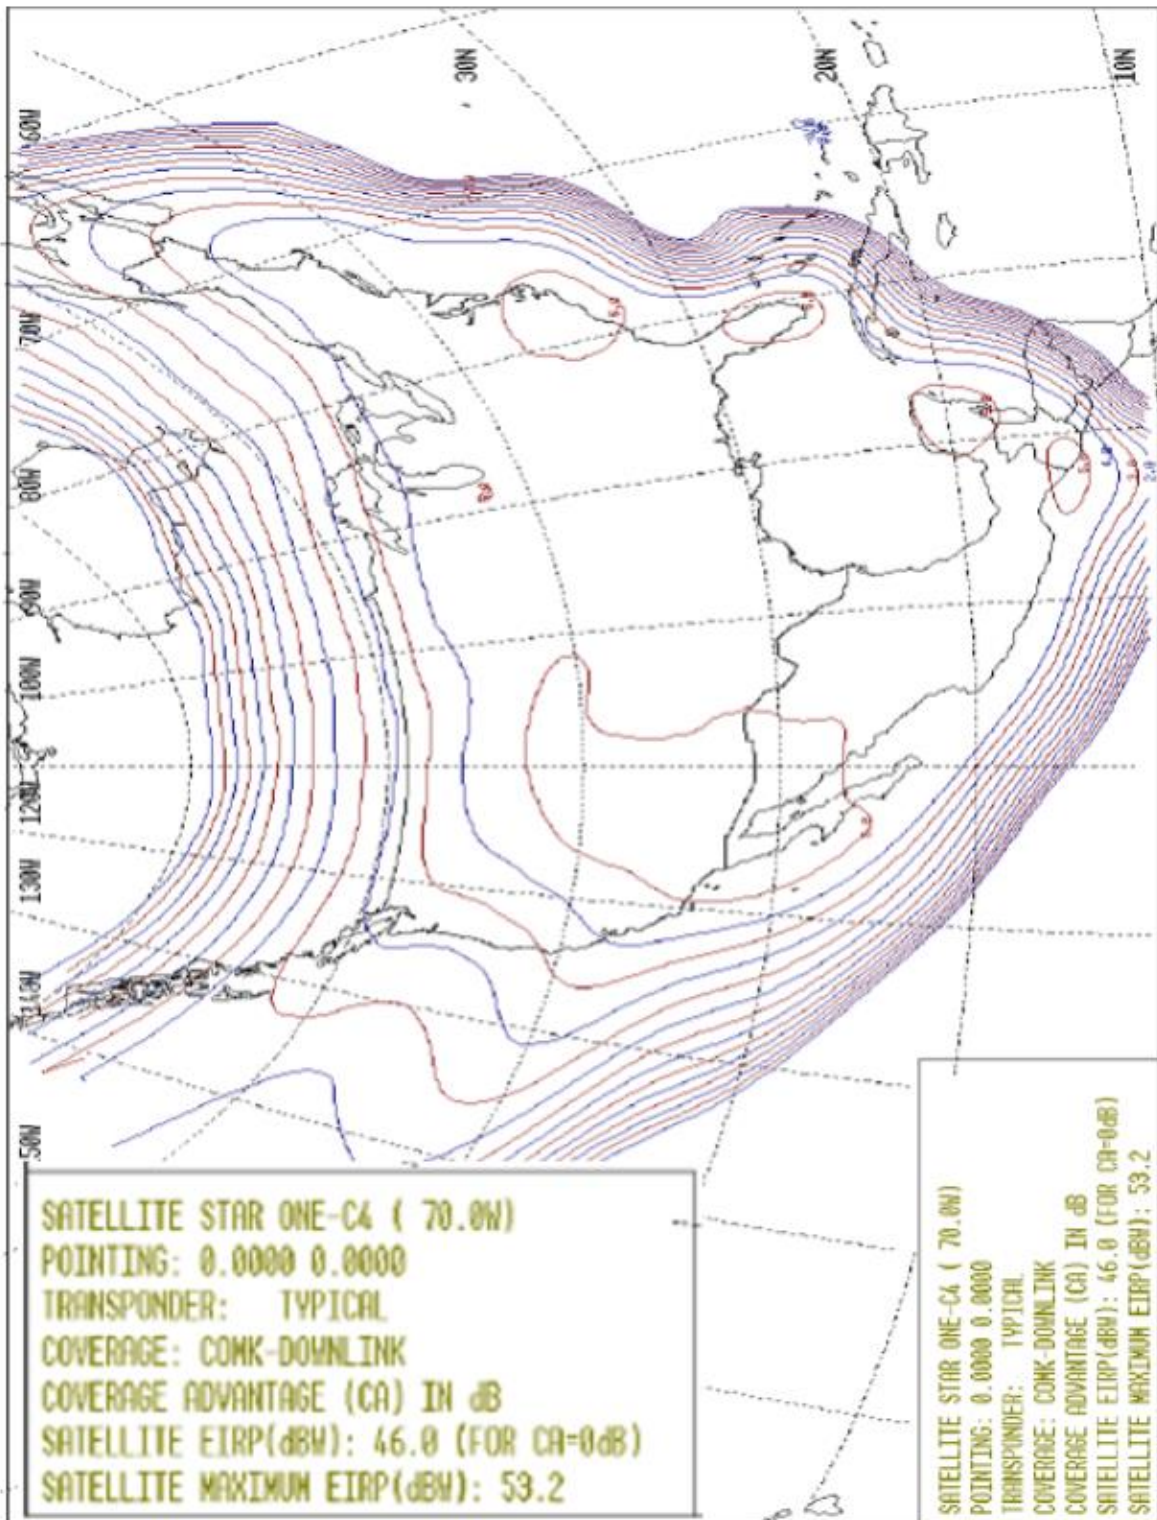 30N
20N
10N
60W
70W
80W
90W
100W
120W
130W
140W
50W
SATELLITE STAR ONE-C4 ( 70.0W)
POINTING: 0.0000 0.0000
TRANSPONDER: TYPICAL
COVERAGE: COMK-DOWNLINK
COVERAGE ADVANTAGE (CA) IN dB
SATELLITE EIRP(dBW): 46.0 (FOR CA=0dB)
SATELLITE MAXIMUM EIRP(dBW): 53.2
SATELLITE STAR ONE-C4 ( 70.0W)
POINTING: 0.0000 0.0000
TRANSPONDER: TYPICAL
COVERAGE: COMK-DOWNLINK
COVERAGE ADVANTAGE (CA) IN dB
SATELLITE EIRP(dBW): 46.0 (FOR CA=0dB)
SATELLITE MAXIMUM EIRP(dBW): 53.2